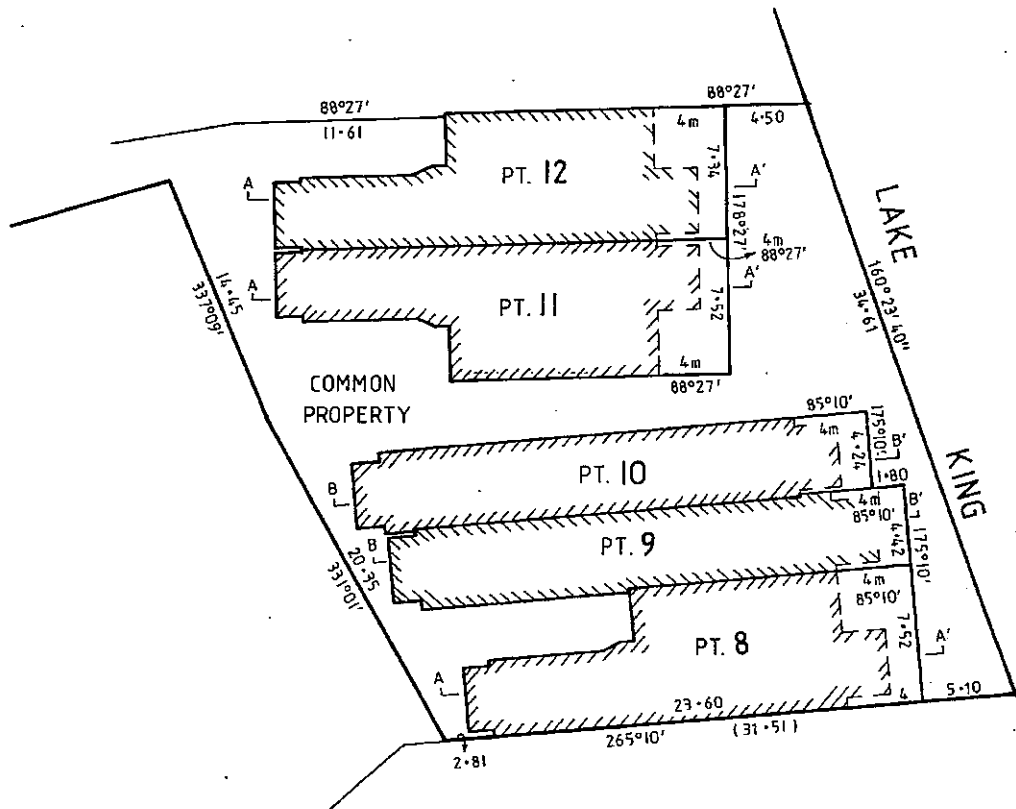 88°27'
11·61
88°27'
4m
4·50
7·34
PT. 12
A
A'
178°27'
4m
88°27'
LAKE
160° 23' 40"
34·61
14·45
337°09'
A
A'
PT. 11
7·52
4m
88°27'
COMMON
PROPERTY
85°10'
4m
4·24
175°10'
B'
1·80
KING
B
PT. 10
4m
85°10'
B'
4·42
175°10'
B
PT. 9
20·35
331°01'
4m
85°10'
7·52
PT. 8
A
A'
23·60
4
5·10
265°10'
(31·51)
2·81